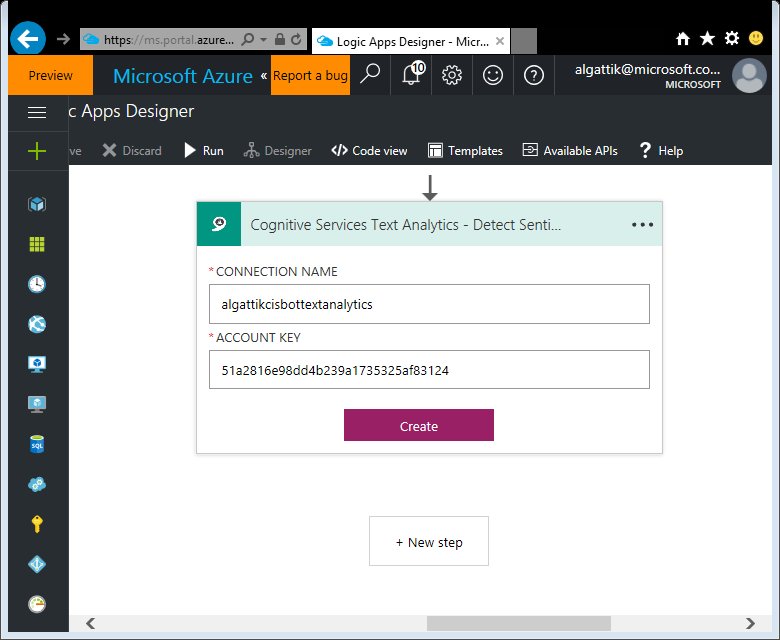 https://ms.portal.azure...
Logic Apps Designer - Micr...
Preview
Microsoft Azure «
Report a bug
10
algattik@microsoft.co...
MICROSOFT
c Apps Designer
ve
Discard
Run
Designer
</> Code view
Templates
Available APIs
? Help
Cognitive Services Text Analytics - Detect Senti...
*CONNECTION NAME
algattikcisbottextanalytics
*ACCOUNT KEY
51a2816e98dd4b239a1735325af83124
Create
+ New step
SQL